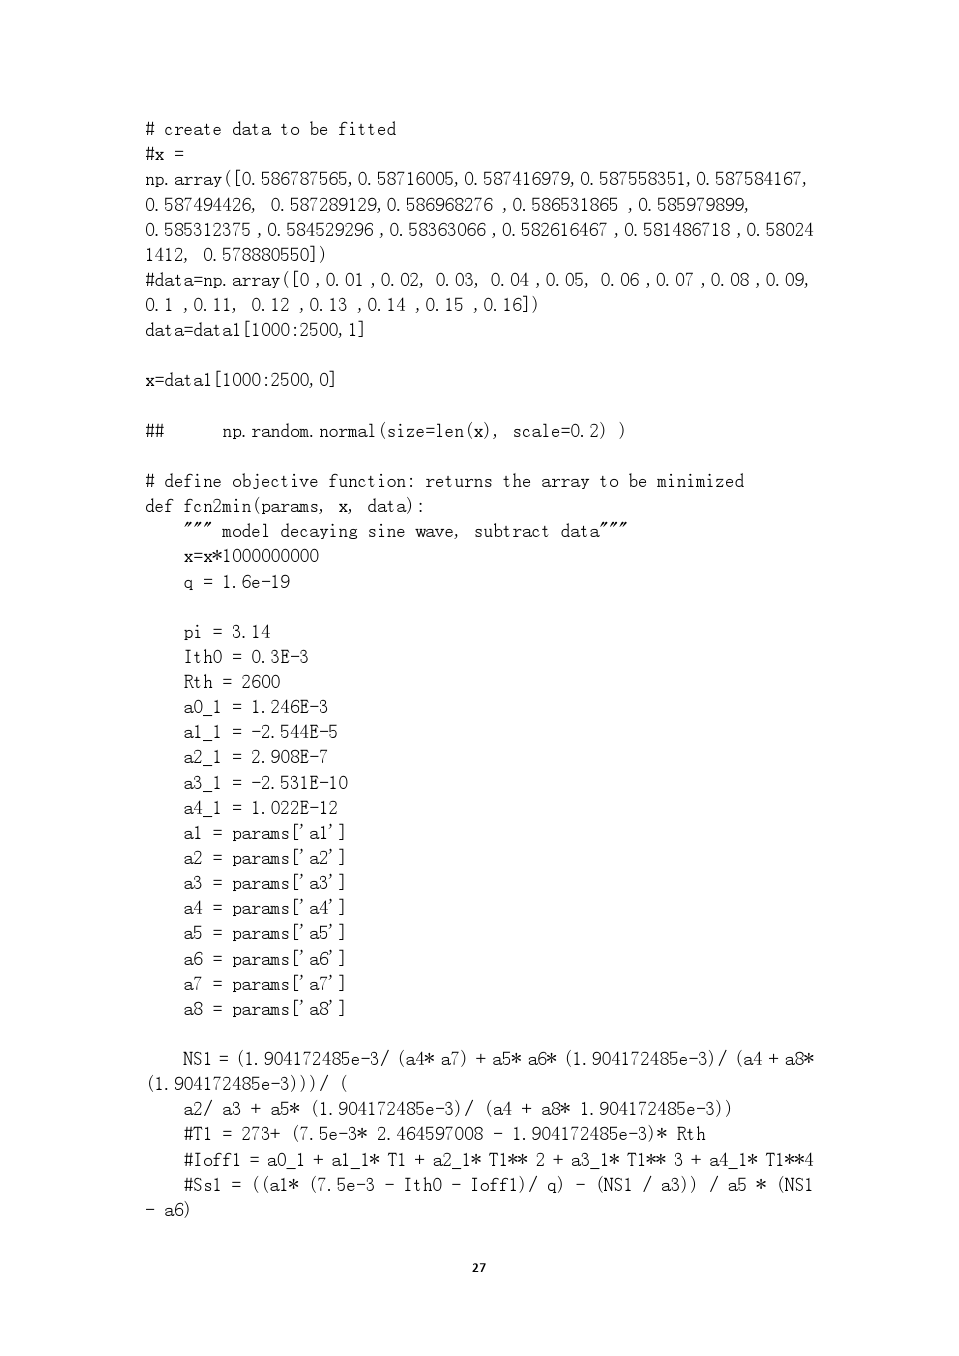 # create data to be fitted
#x =
np.array([0.586787565,0.58716005,0.587416979,0.587558351,0.587584167,
0.587494426, 0.587289129,0.586968276 ,0.586531865 ,0.585979899,
0.585312375 ,0.584529296 ,0.58363066 ,0.582616467 ,0.581486718 ,0.58024
1412, 0.578880550])
#data=np.array([0 ,0.01 ,0.02, 0.03, 0.04 ,0.05, 0.06 ,0.07 ,0.08 ,0.09,
0.1 ,0.11, 0.12 ,0.13 ,0.14 ,0.15 ,0.16])
data=data1[1000:2500,1]
x=data1[1000:2500,0]
##      np.random.normal(size=len(x), scale=0.2) )
# define objective function: returns the array to be minimized
def fcn2min(params, x, data):
    """ model decaying sine wave, subtract data"""
    x=x*1000000000
    q = 1.6e-19
    pi = 3.14
    Ith0 = 0.3E-3
    Rth = 2600
    a0_1 = 1.246E-3
    a1_1 = -2.544E-5
    a2_1 = 2.908E-7
    a3_1 = -2.531E-10
    a4_1 = 1.022E-12
    a1 = params['a1']
    a2 = params['a2']
    a3 = params['a3']
    a4 = params['a4']
    a5 = params['a5']
    a6 = params['a6']
    a7 = params['a7']
    a8 = params['a8']
    NS1 = (1.904172485e-3/ (a4* a7) + a5* a6* (1.904172485e-3)/ (a4 + a8*
(1.904172485e-3)))/ (
    a2/ a3 + a5* (1.904172485e-3)/ (a4 + a8* 1.904172485e-3))
    #T1 = 273+ (7.5e-3* 2.464597008 - 1.904172485e-3)* Rth
    #Ioff1 = a0_1 + a1_1* T1 + a2_1* T1** 2 + a3_1* T1** 3 + a4_1* T1**4
    #Ss1 = ((a1* (7.5e-3 - Ith0 - Ioff1)/ q) - (NS1 / a3)) / a5 * (NS1
- a6)
27